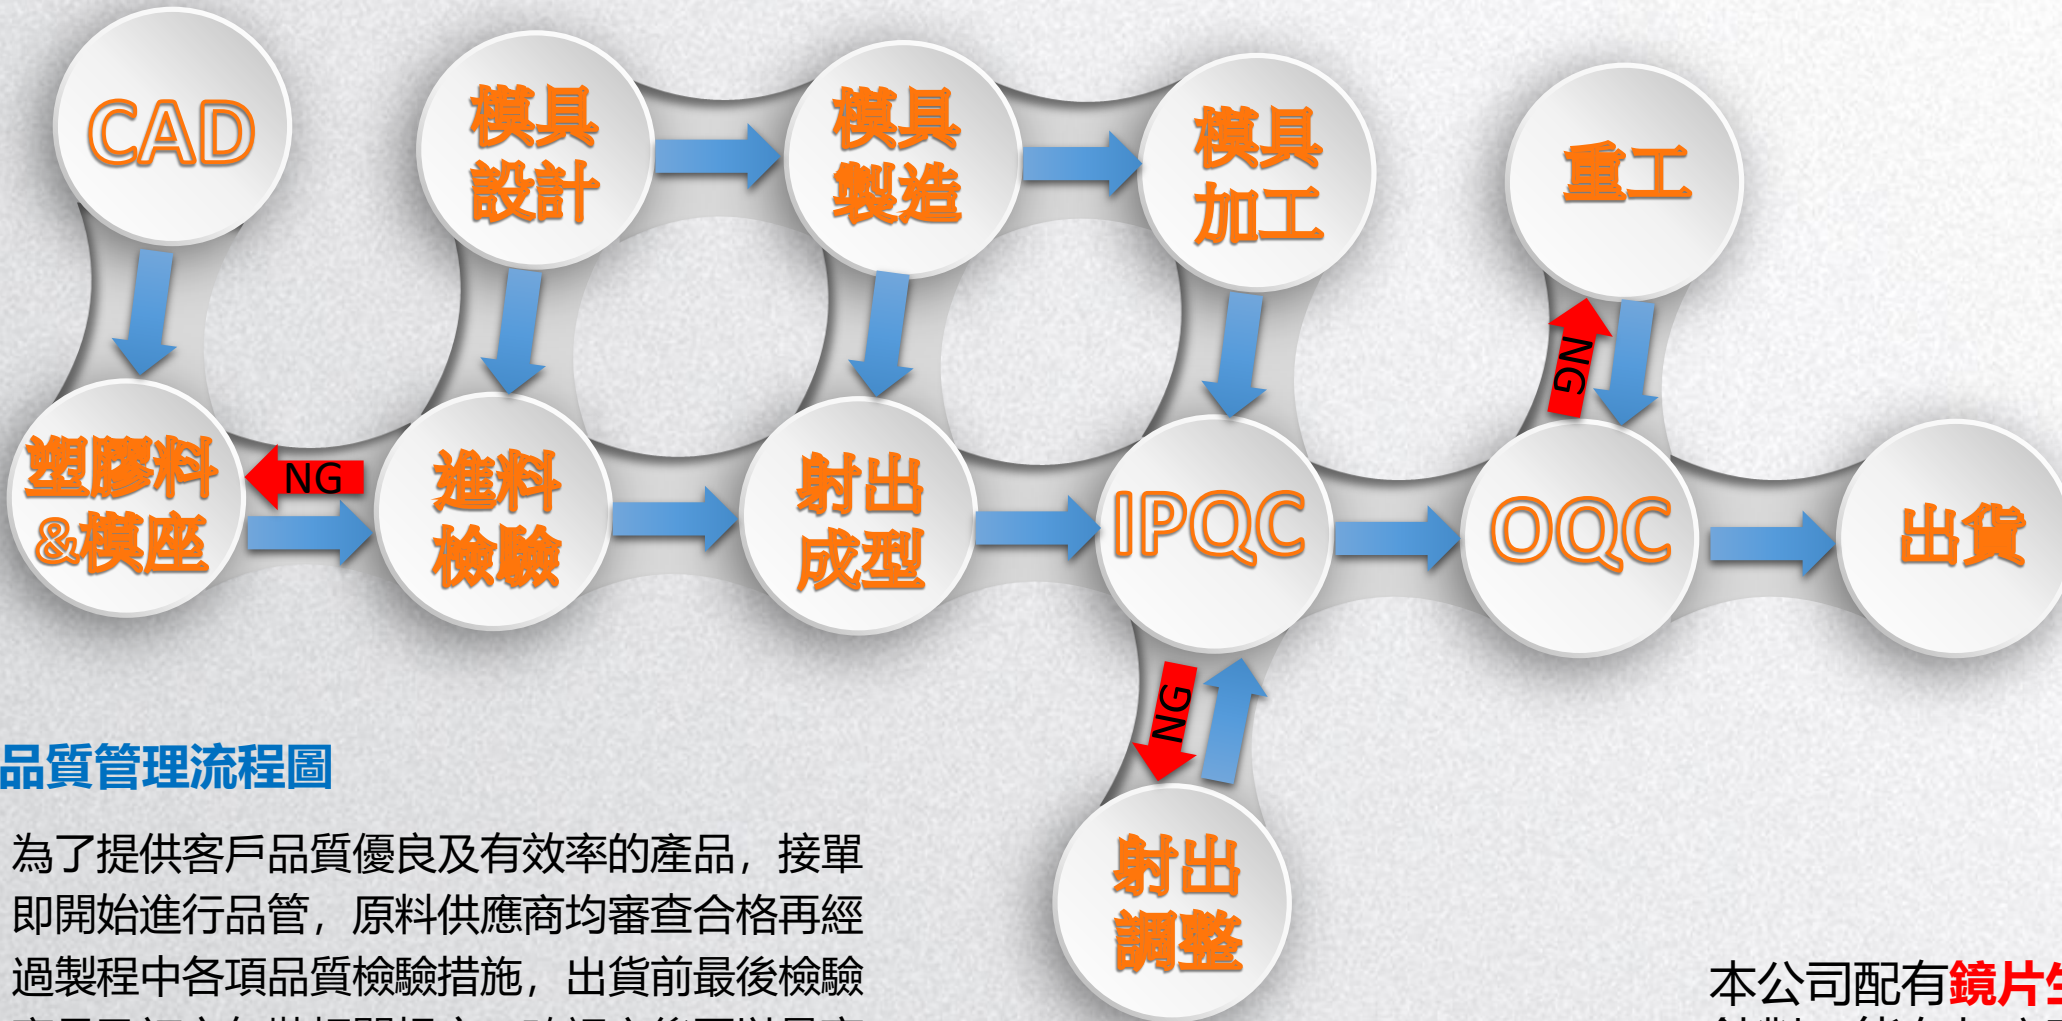 CAD
模具
設計
模具
製造
模具
加工
重工
NG
塑膠料
&模座
NG
進料
檢驗
射出
成型
IPQC
OQC
出貨
NG
射出
調整
品質管理流程圖
為了提供客戶品質優良及有效率的產品，接單
即開始進行品管，原料供應商均審查合格再經
過製程中各項品質檢驗措施，出貨前最後檢驗
本公司配有鏡片生